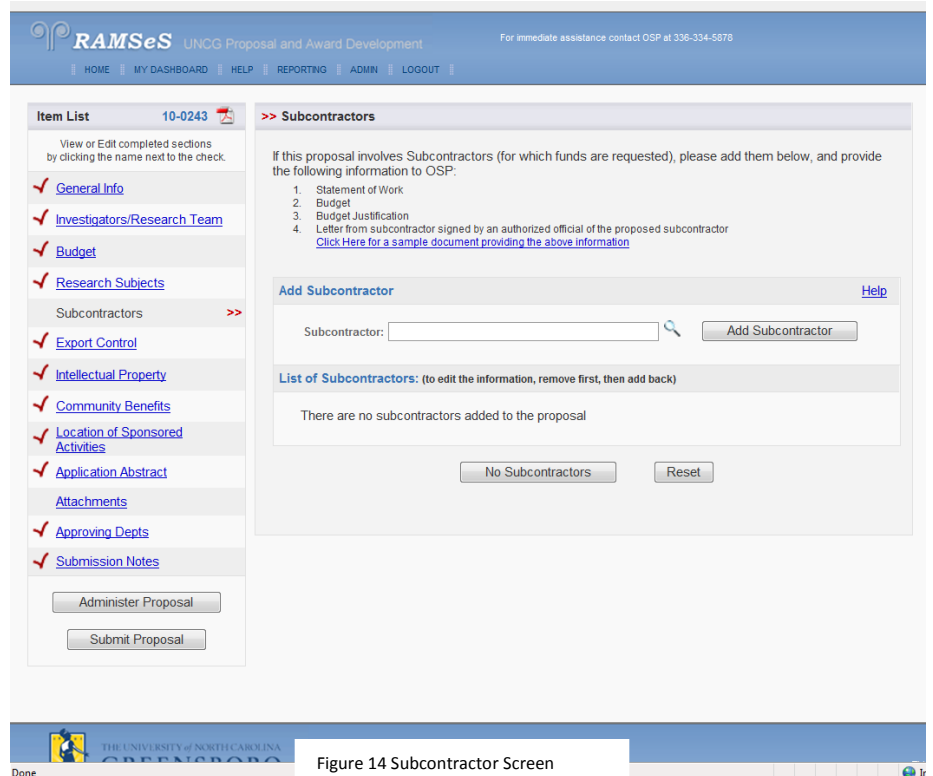 RAMSeS UNCG Proposal and Award Development
For immediate assistance contact OSP at 336-334-5878
HOME MY DASHBOARD HELP REPORTING ADMIN LOGOUT
Item List 10-0243
View or Edit completed sections
by clicking the name next to the check.
General Info
Investigators/Research Team
Budget
Research Subjects
Subcontractors >>
Export Control
Intellectual Property
Community Benefits
Location of Sponsored
Activities
Application Abstract
Attachments
Approving Depts
Submission Notes
Administer Proposal
Submit Proposal
>> Subcontractors
If this proposal involves Subcontractors (for which funds are requested), please add them below, and provide
the following information to OSP:
1. Statement of Work
2. Budget
3. Budget Justification
4. Letter from subcontractor signed by an authorized official of the proposed subcontractor
Click Here for a sample document providing the above information
Add Subcontractor Help
Subcontractor: Add Subcontractor
List of Subcontractors: (to edit the information, remove first, then add back)
There are no subcontractors added to the proposal
No Subcontractors Reset
THE UNIVERSITY of NORTH CAROLINA
GREENSBORO
Figure 14 Subcontractor Screen
Done